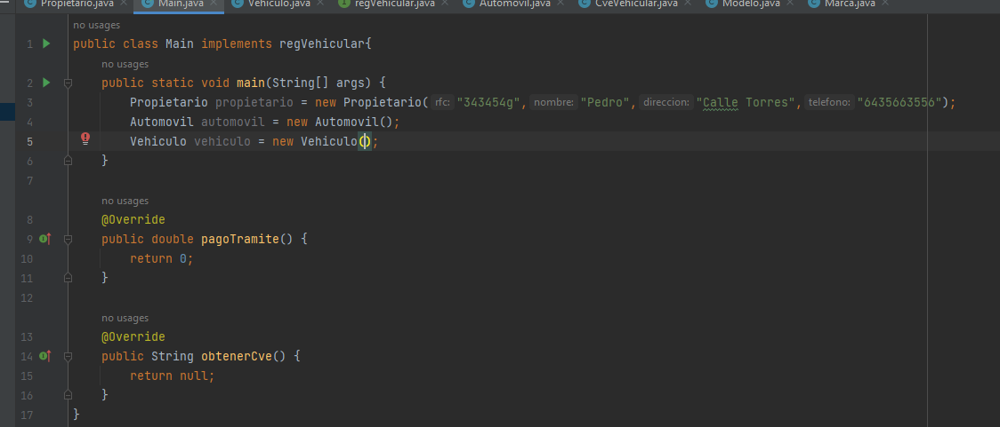 Propietario.java Main.java Vehiculo.java regVehicular.java Automovil.java CveVehicular.java Modelo.java Marca.java
no usages
1 public class Main implements regVehicular{
no usages
2 public static void main(String[] args) {
3 Propietario propietario = new Propietario( rfc: "343454g", nombre: "Pedro", direccion: "Calle Torres", telefono: "6435663556");
4 Automovil automovil = new Automovil();
5 Vehiculo vehiculo = new Vehiculo();
6 }
7
no usages
8 @Override
9 public double pagoTramite() {
10 return 0;
11 }
12
no usages
13 @Override
14 public String obtenerCve() {
15 return null;
16 }
17 }